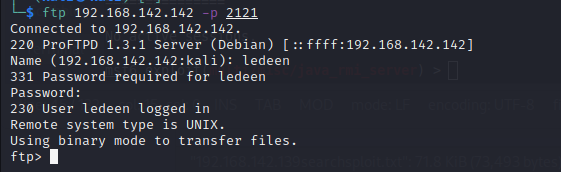 └─$ ftp 192.168.142.142 -p 2121
Connected to 192.168.142.142.
220 ProFTPD 1.3.1 Server (Debian) [::ffff:192.168.142.142]
Name (192.168.142.142:kali): ledeen
331 Password required for ledeen
Password:
230 User ledeen logged in
Remote system type is UNIX.
Using binary mode to transfer files.
ftp>